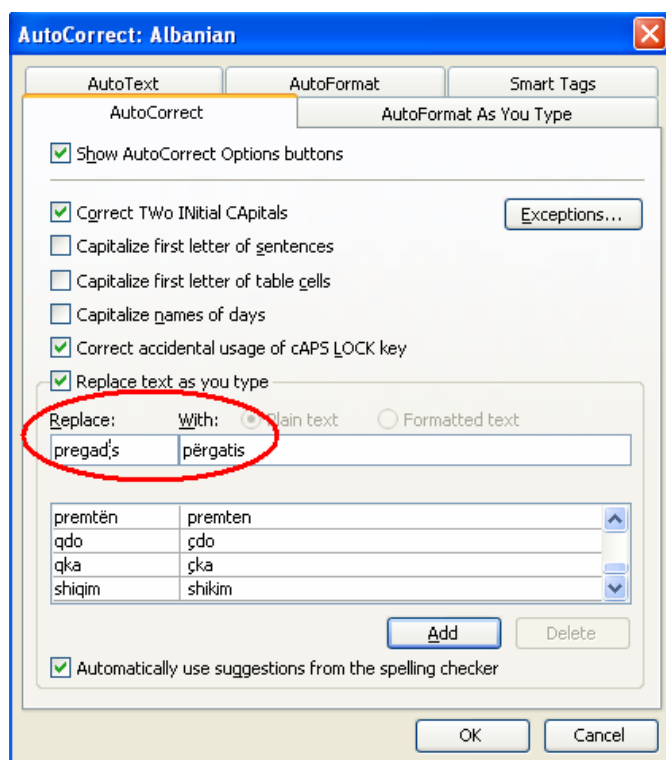 AutoCorrect: Albanian
AutoText AutoFormat Smart Tags
AutoCorrect AutoFormat As You Type
Show AutoCorrect Options buttons
Correct TWo INitial CApitals Exceptions...
Capitalize first letter of sentences
Capitalize first letter of table cells
Capitalize names of days
Correct accidental usage of cAPS LOCK key
Replace text as you type
Replace: With: Plain text Formatted text
pregad's përgatis
premtën premten
qdo çdo
qka çka
shiqim shikim
Add Delete
Automatically use suggestions from the spelling checker
OK Cancel